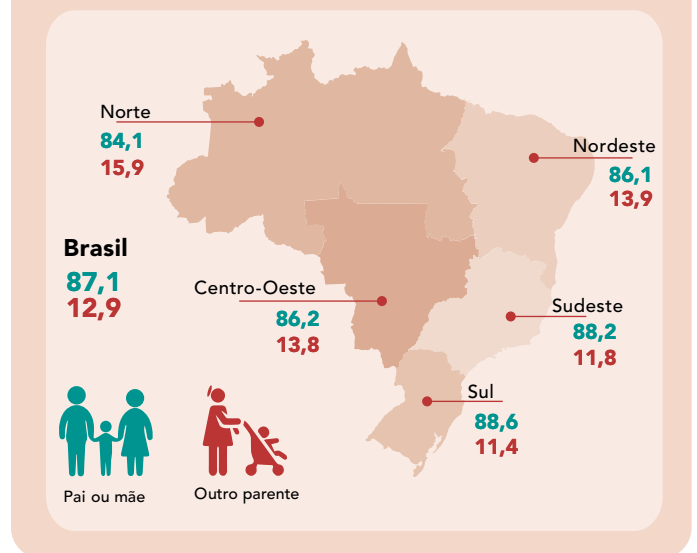 Norte
84,1
15,9
Nordeste
86,1
13,9
Brasil
87,1
12,9
Centro-Oeste
86,2
13,8
Sudeste
88,2
11,8
Sul
88,6
11,4
Pai ou mãe
Outro parente